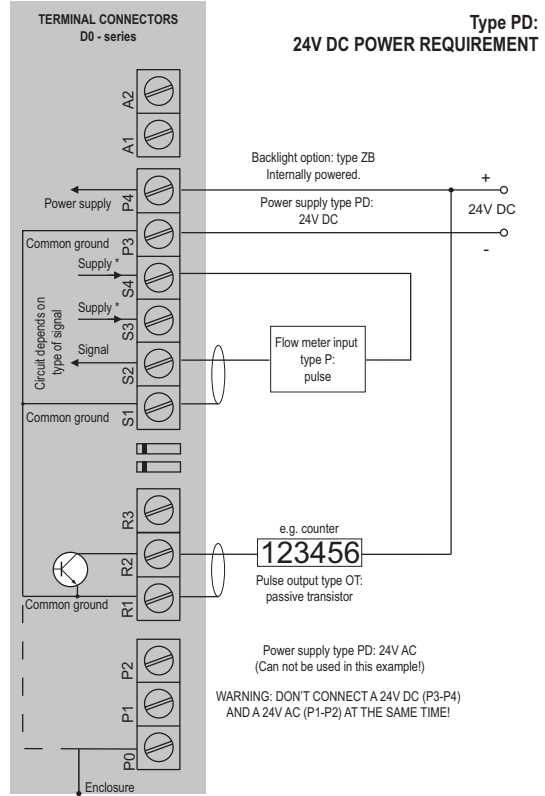 TERMINAL CONNECTORS
D0 - series
Type PD:
24V DC POWER REQUIREMENT
A2
A1
Backlight option: type ZB
Internally powered.
+
Power supply
P4
Power supply type PD:
24V DC
24V DC
Common ground
P3
-
Supply *
S4
Supply *
S3
Circuit depends on
type of signal
Signal
S2
Flow meter input
type P:
pulse
Common ground
S1
R3
e.g. counter
R2
123456
Pulse output type OT:
passive transistor
Common ground
R1
P2
Power supply type PD: 24V AC
(Can not be used in this example!)
P1
WARNING: DON'T CONNECT A 24V DC (P3-P4)
AND A 24V AC (P1-P2) AT THE SAME TIME!
P0
Enclosure